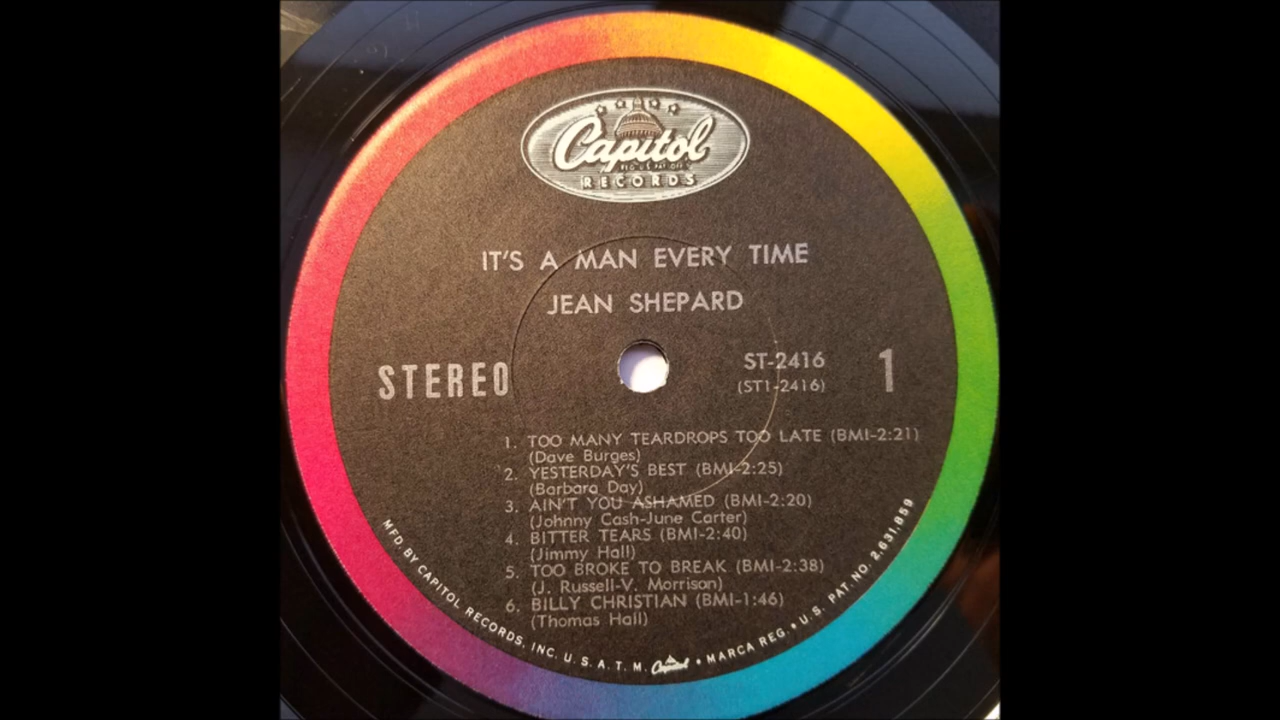 Capitol
RECORDS
IT'S A MAN EVERY TIME
JEAN SHEPARD
STEREO
ST-2416
(ST1-2416)
1
1. TOO MANY TEARDROPS TOO LATE (BMI-2:21)
(Dave Burges)
2. YESTERDAY'S BEST (BMI-2:25)
(Barbara Day)
3. AIN'T YOU ASHAMED (BMI-2:20)
(Johnny Cash-June Carter)
4. BITTER TEARS (BMI-2:40)
(Jimmy Hall)
5. TOO BROKE TO BREAK (BMI-2:38)
(J. Russell-V. Morrison)
6. BILLY CHRISTIAN (BMI-1:46)
(Thomas Hall)
MFD. BY CAPITOL RECORDS, INC. U. S. A. T. M. Capitol • MARCA REG. • U. S. PAT. NO. 2,631,859